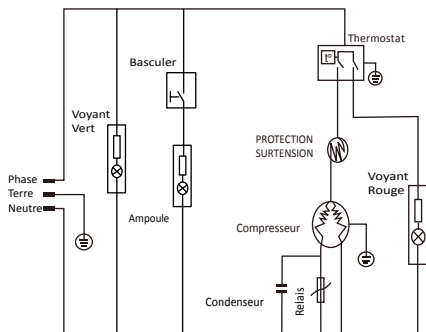 Thermostat
t°
Basculer
Voyant
Vert
PROTECTION
SURTENSION
Phase
Terre
Neutre
Voyant
Rouge
Ampoule
Compresseur
Condenseur
Relais